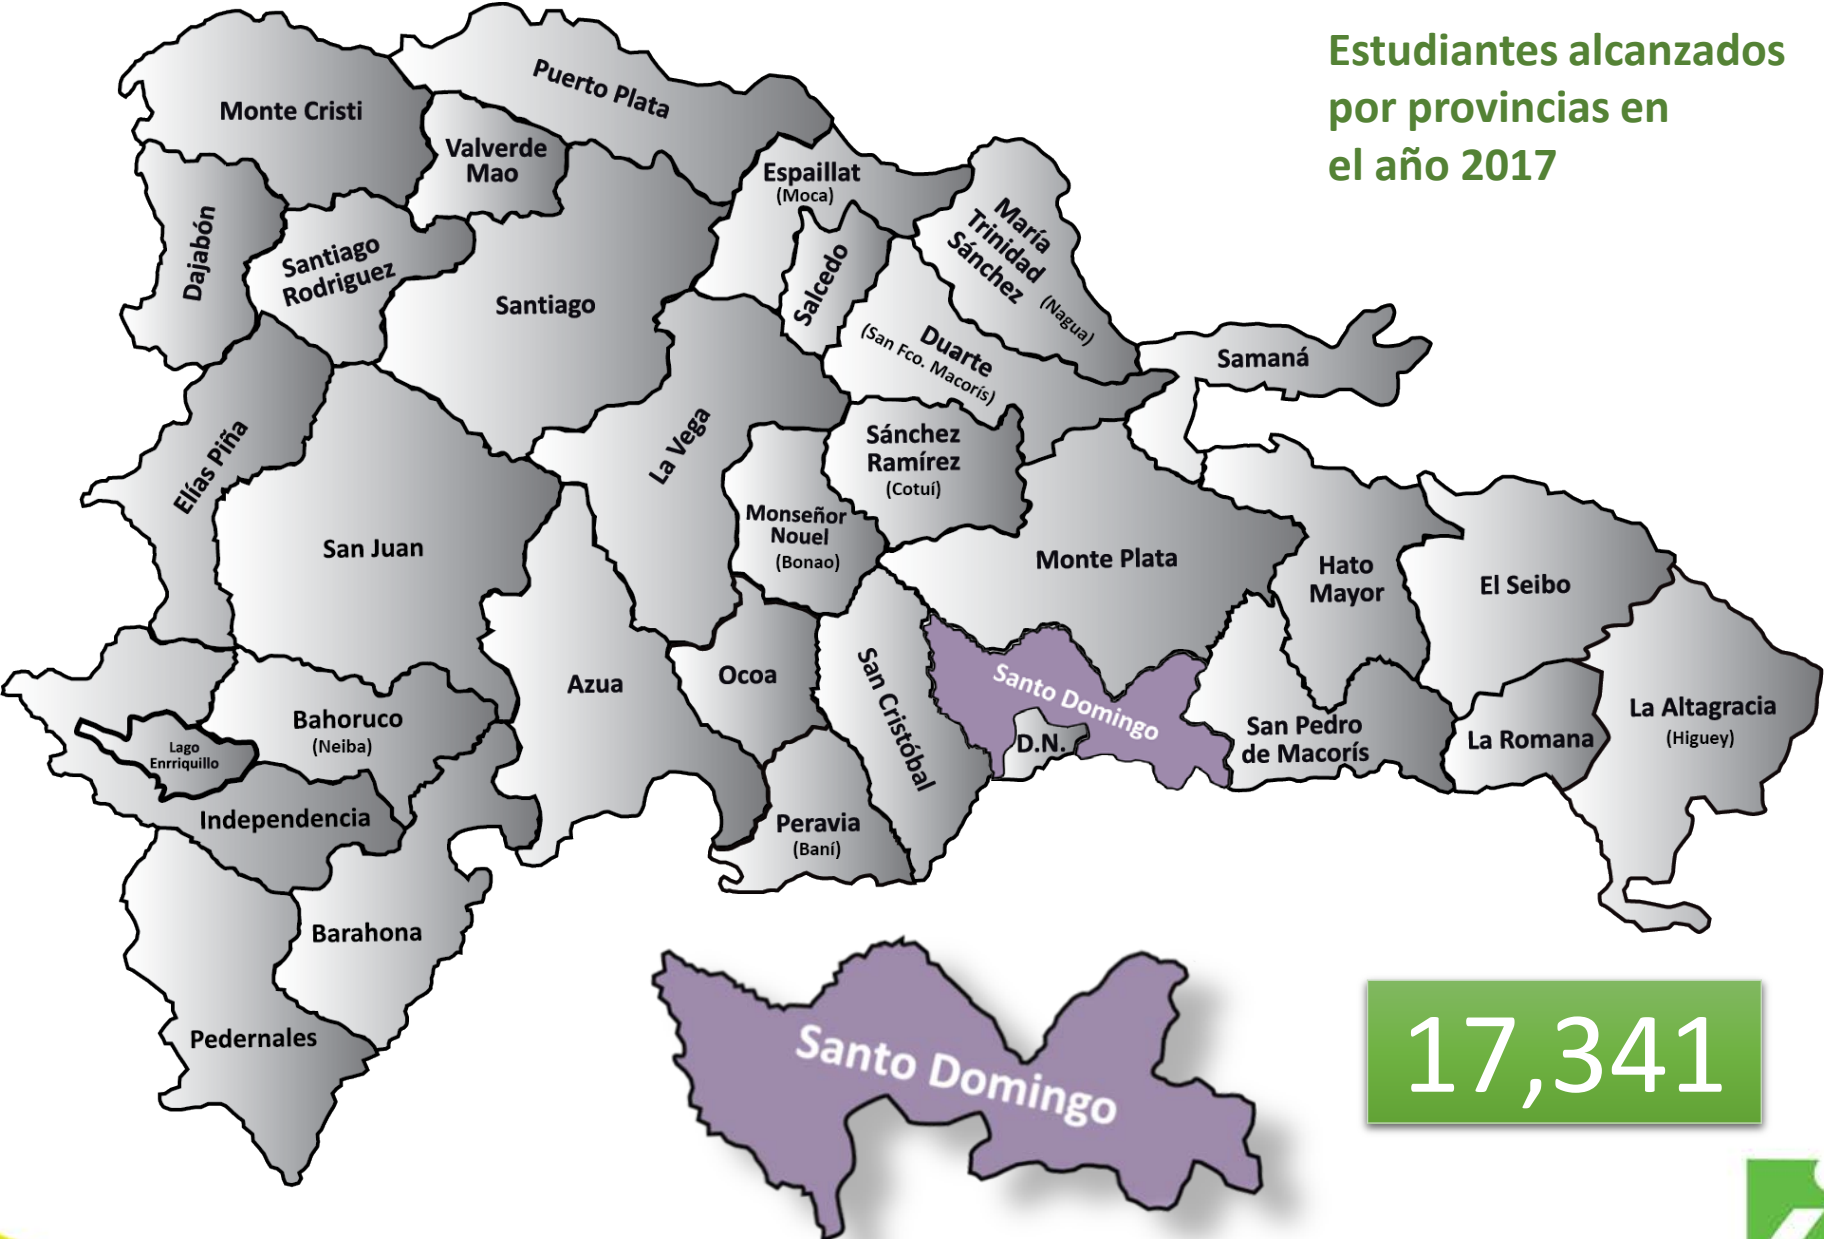 Estudiantes alcanzados
por provincias en
el año 2017
Puerto Plata
Monte Cristi
Valverde
Mao
Espaillat
(Moca)
María
Trinidad
Sánchez
(Nagua)
Dajabón
Santiago
Rodriguez
Santiago
Salcedo
Duarte
(San Fco. Macorís)
Samaná
Elías Piña
La Vega
Sánchez
Ramírez
(Cotuí)
San Juan
Monseñor
Nouel
(Bonao)
Monte Plata
Hato
Mayor
El Seibo
Azua
Ocoa
San Cristóbal
Santo Domingo
D.N.
San Pedro
de Macorís
La Romana
La Altagracia
(Higuey)
Bahoruco
(Neiba)
Lago
Enrriquillo
Independencia
Peravia
(Baní)
Barahona
Pedernales
Santo Domingo
17,341